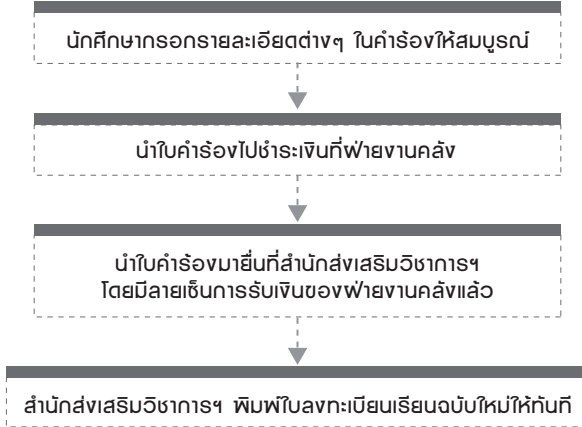 นักศึกษากรอกรายละเอียดต่างๆ ในคำร้องให้สมบูรณ์
นำใบคำร้องไปชำระเงินที่ฝ่ายงานคลัง
นำใบคำร้องมายื่นที่สำนักส่งเสริมวิชาการฯ
โดยมีลายเซ็นการรับเงินของฝ่ายงานคลังแล้ว
สำนักส่งเสริมวิชาการฯ พิมพ์ใบลงทะเบียนเรียนฉบับใหม่ให้ทันที